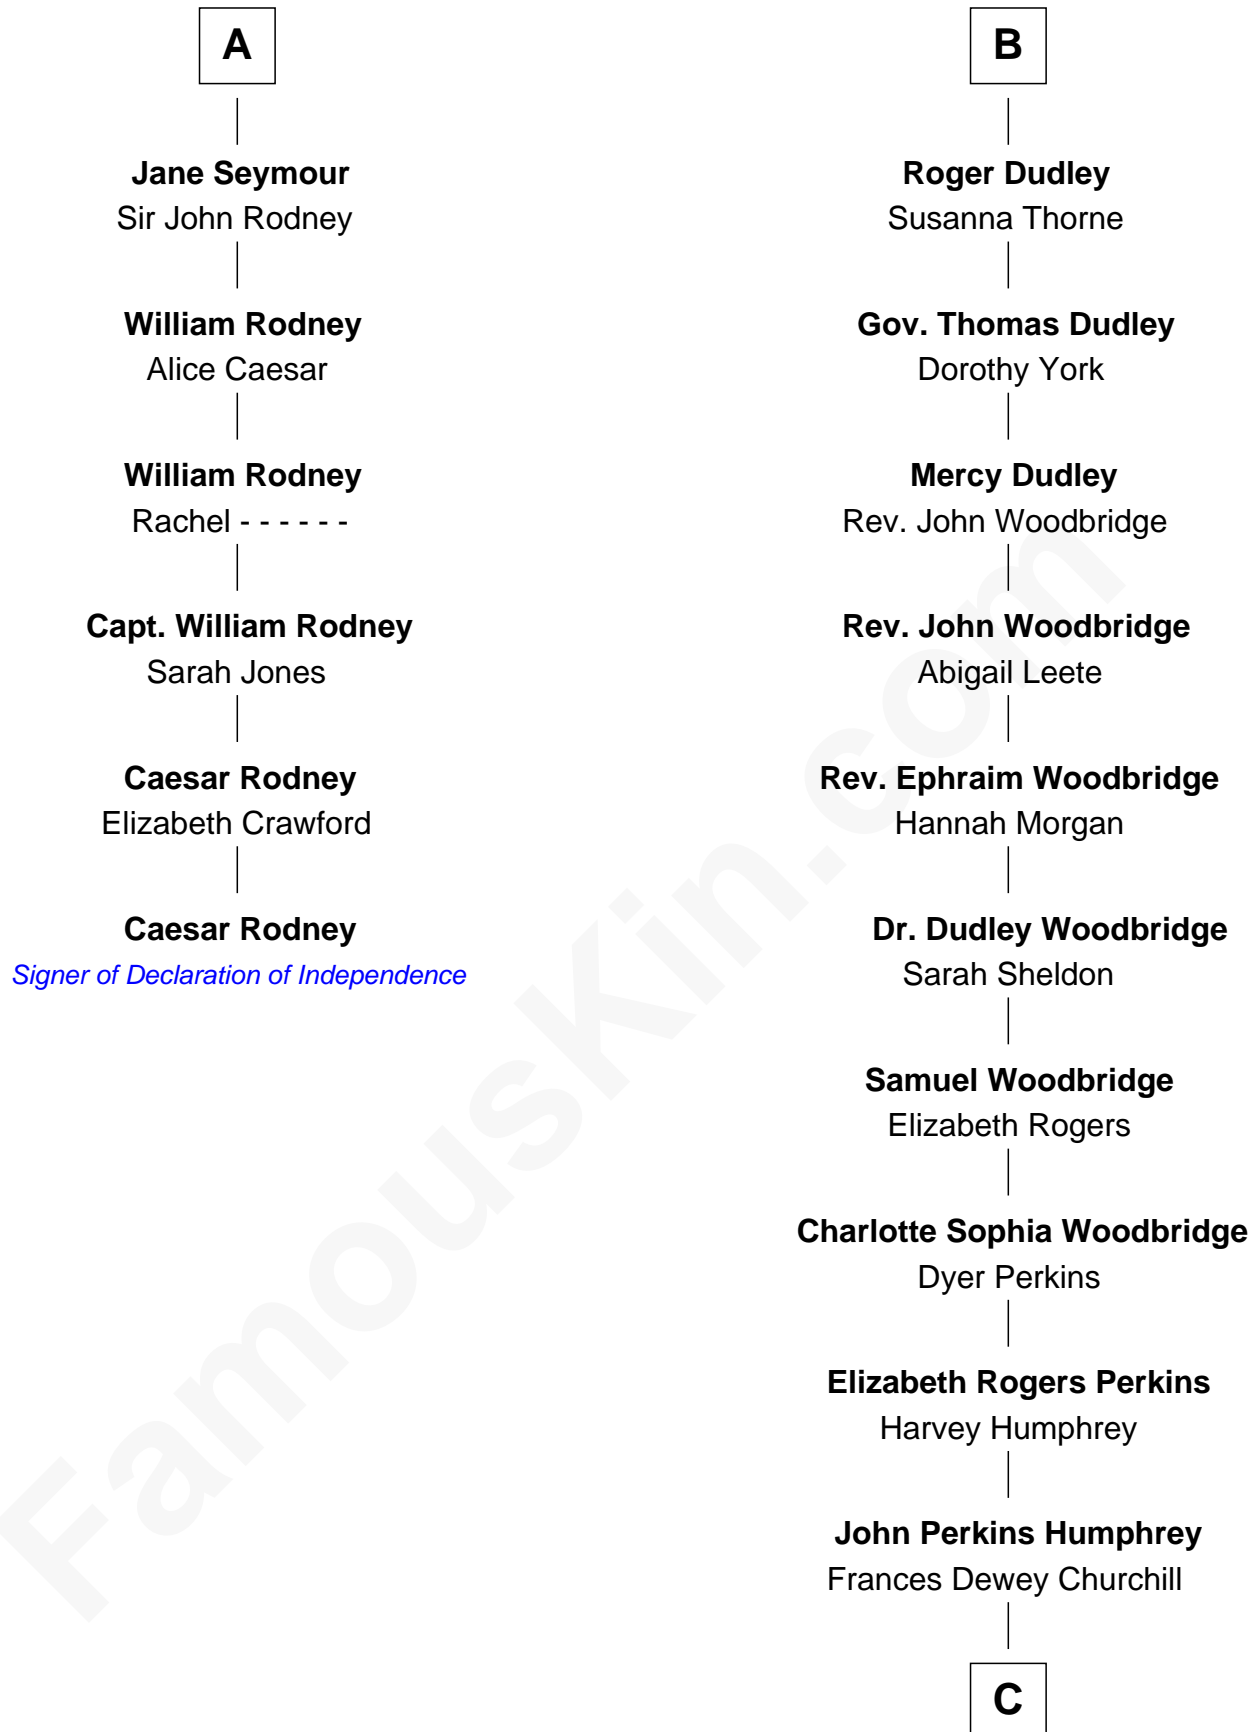 A
Jane Seymour
Sir John Rodney
William Rodney
Alice Caesar
William Rodney
Rachel - - - - - -
Capt. William Rodney
Sarah Jones
Caesar Rodney
Elizabeth Crawford
Caesar Rodney
Signer of Declaration of Independence
B
Roger Dudley
Susanna Thorne
Gov. Thomas Dudley
Dorothy York
Mercy Dudley
Rev. John Woodbridge
Rev. John Woodbridge
Abigail Leete
Rev. Ephraim Woodbridge
Hannah Morgan
Dr. Dudley Woodbridge
Sarah Sheldon
Samuel Woodbridge
Elizabeth Rogers
Charlotte Sophia Woodbridge
Dyer Perkins
Elizabeth Rogers Perkins
Harvey Humphrey
John Perkins Humphrey
Frances Dewey Churchill
C
FamousKin.com